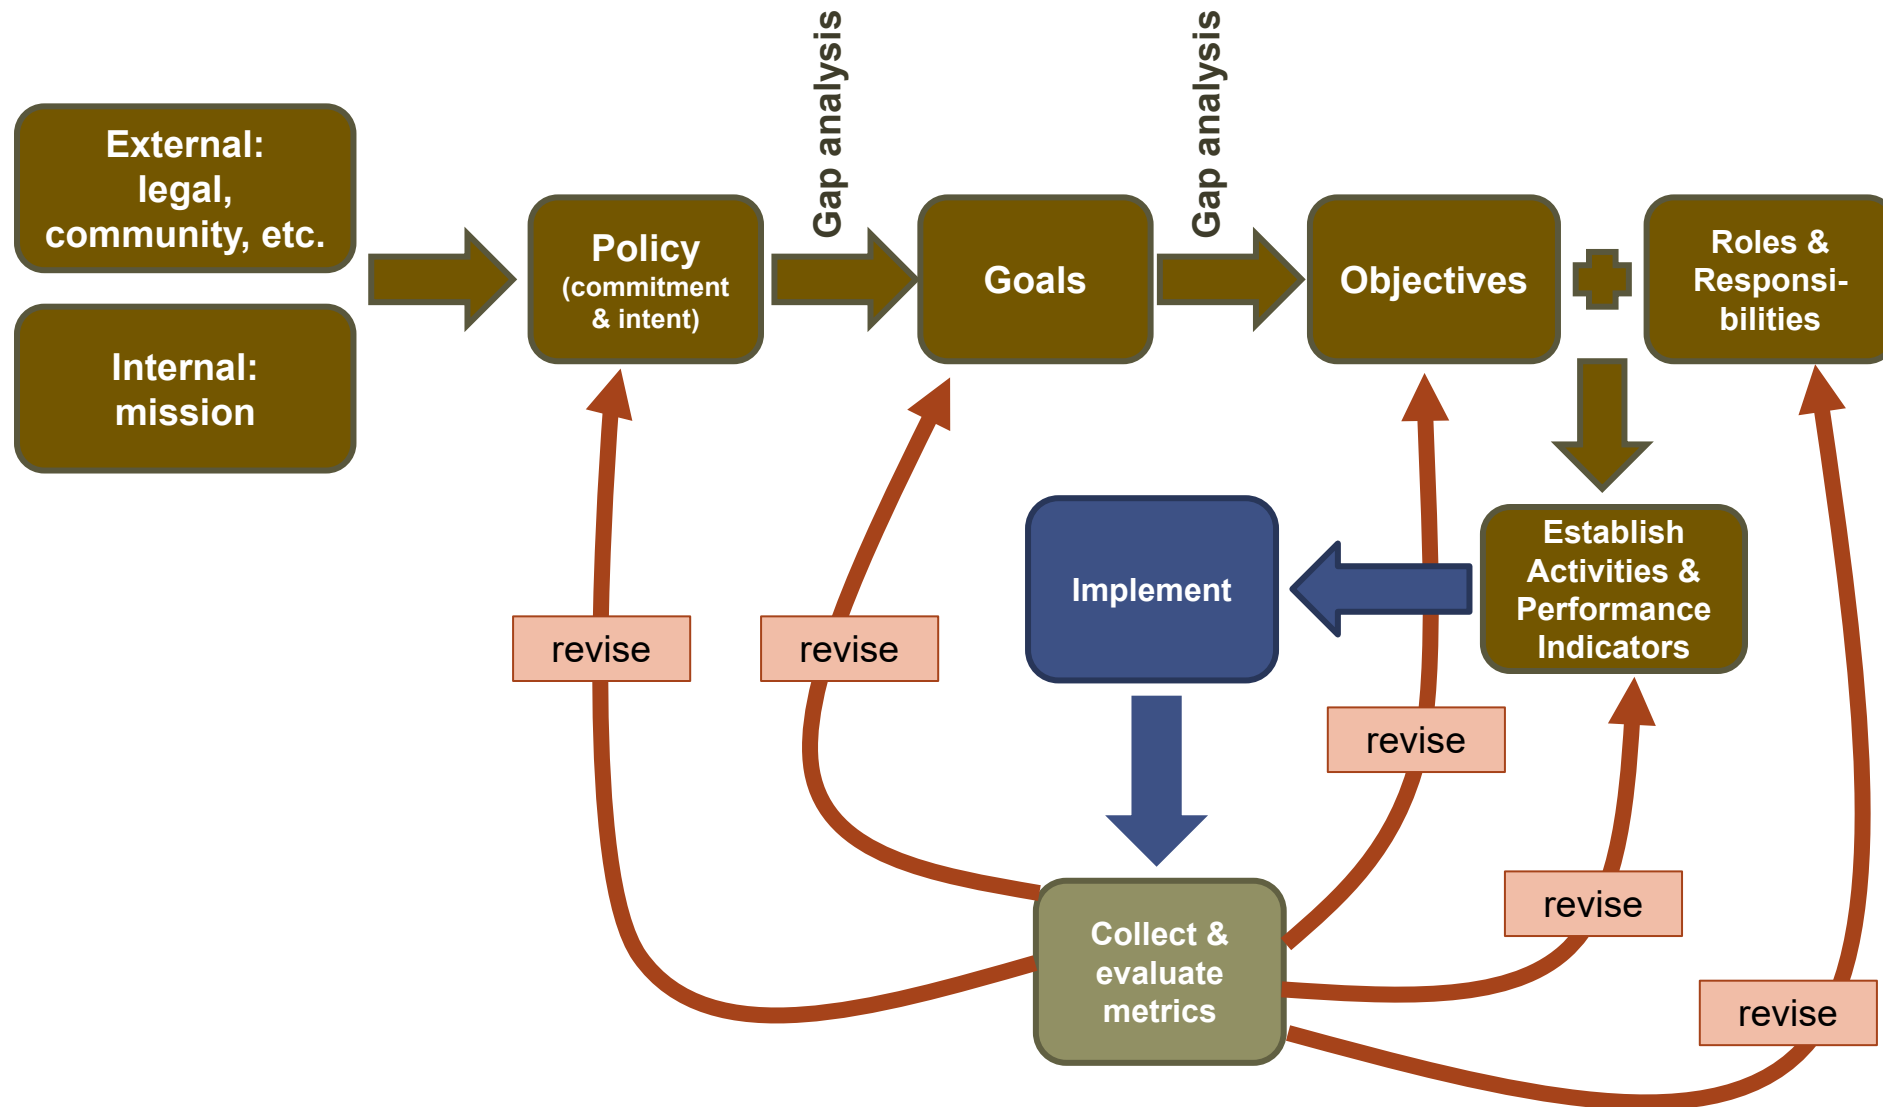 Gap analysis
Gap analysis
External:
legal,
community, etc.
Policy
(commitment
& intent)
Goals
Objectives
Roles &
Responsi-
bilities
Internal:
mission
Implement
Establish
Activities &
Performance
Indicators
revise
revise
revise
revise
Collect &
evaluate
metrics
revise